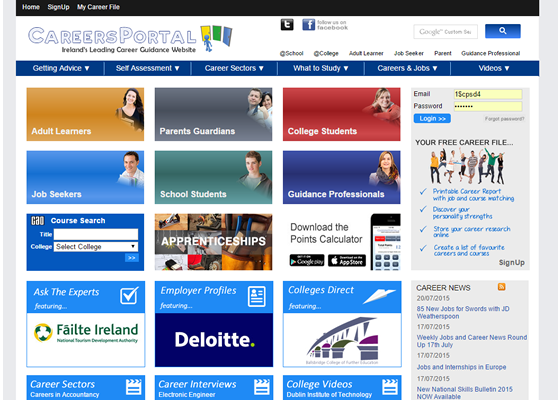 Home SignUp My Career File
CAREERSPORTAL
Ireland's Leading Career Guidance Website
follow us on
facebook
Google™ Custom Sea
@School @College Adult Learner Job Seeker Parent Guidance Professional
Getting Advice ▼ Self Assessment ▼ Career Sectors ▼ What to Study ▼ Careers & Jobs ▼ Videos ▼
Adult Learners
Parents Guardians
College Students
Job Seekers
School Students
Guidance Professionals
Email 1$cpsd4
Password •••••••
Login >> Forgot password?
YOUR FREE CAREER FILE...
Printable Career Report
with job and course matching
Discover your
personality strengths
Store your career research
online
Create a list of favourite
careers and courses
SignUp
cao Course Search
Title
College Select College
>>
APPRENTICESHIPS
Download the
Points Calculator
Google play
App Store
Ask The Experts
featuring...
Fáilte Ireland
National Tourism Development Authority
Employer Profiles
featuring...
Deloitte.
Colleges Direct
featuring...
College of Further Education
CAREER NEWS
20/07/2015
85 New Jobs for Swords with JD
Weatherspoon
17/07/2015
Weekly Jobs and Career News Round
Up 17th July
17/07/2015
Jobs and Internships in Europe
17/07/2015
New National Skills Bulletin 2015
NOW Available
Career Sectors
Careers in Accountancy
Career Interviews
Electronic Engineer
College Videos
Dublin Institute of Technology